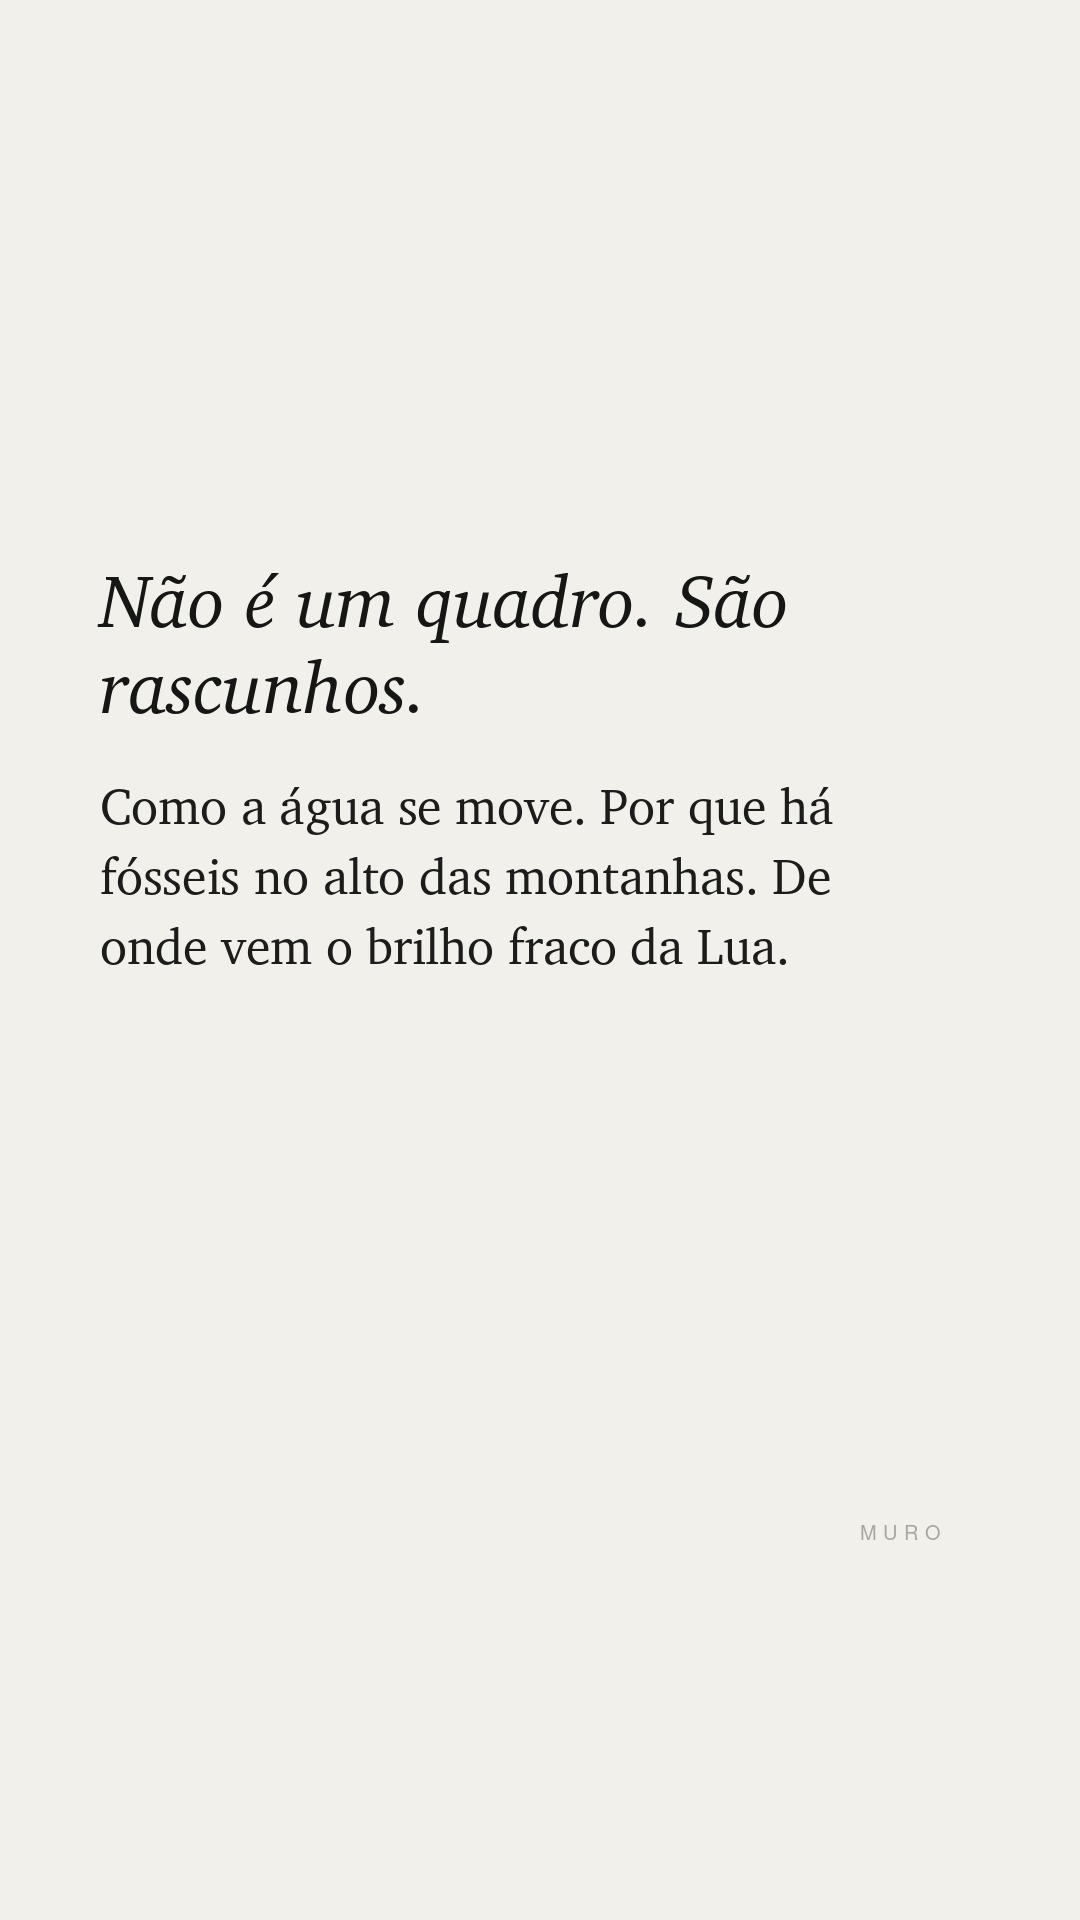 Não é um quadro. São
rascunhos.
Como a água se move. Por que há
fósseis no alto das montanhas. De
onde vem o brilho fraco da Lua.
MURO